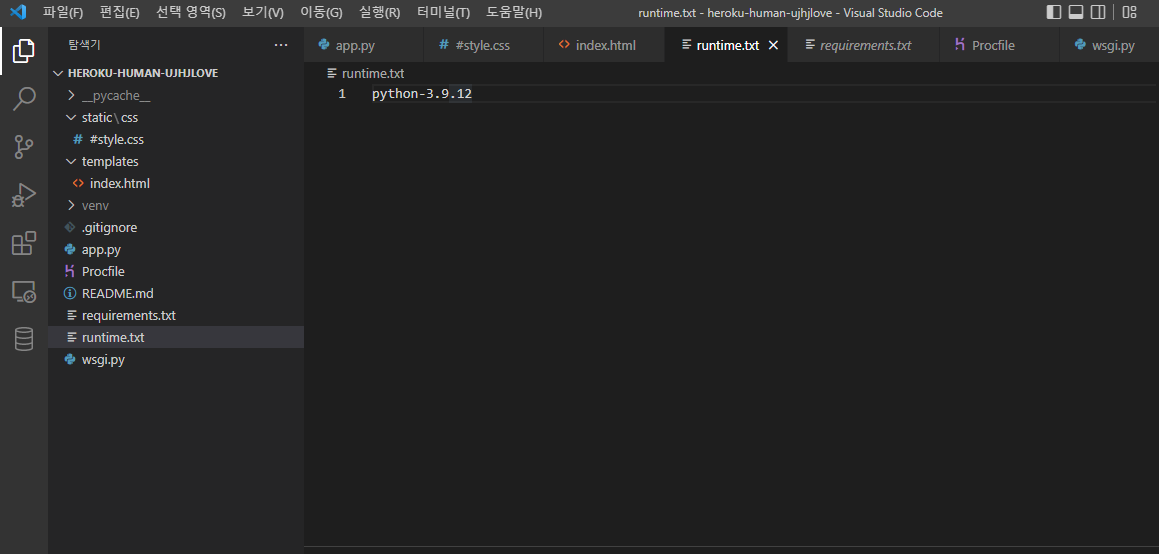 파일(F) 편집(E) 선택 영역(S) 보기(V) 이동(G) 실행(R) 터미널(T) 도움말(H) runtime.txt - heroku-human-ujhjlove - Visual Studio Code
탐색기
app.py #style.css index.html runtime.txt requirements.txt Procfile wsgi.py
HEROKU-HUMAN-UJHJLOVE
__pycache__
static\css
#style.css
templates
index.html
venv
.gitignore
app.py
Procfile
README.md
requirements.txt
runtime.txt
wsgi.py
runtime.txt
1 python-3.9.12